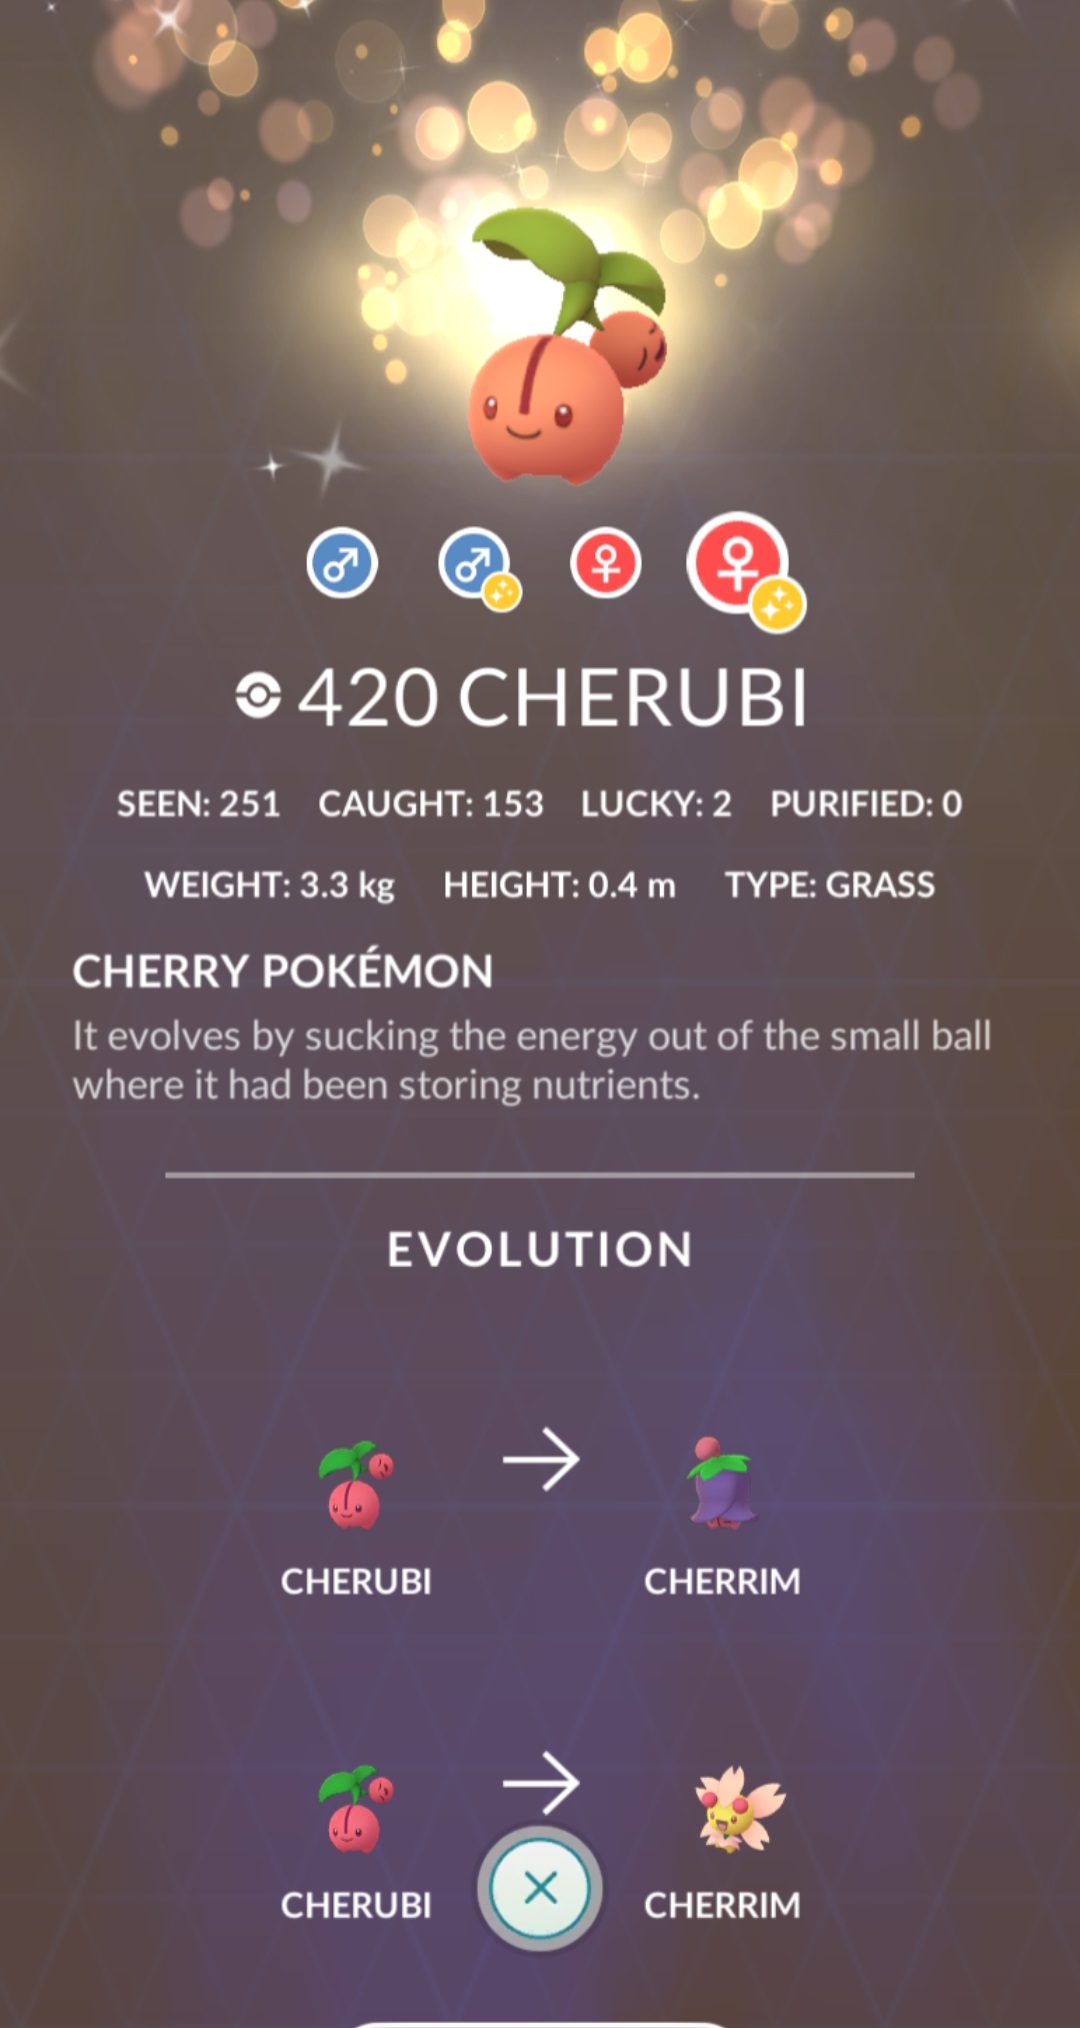 420 CHERUBI
SEEN: 251 CAUGHT: 153 LUCKY: 2 PURIFIED: 0
WEIGHT: 3.3 kg HEIGHT: 0.4 m TYPE: GRASS
CHERRY POKÉMON
It evolves by sucking the energy out of the small ball
where it had been storing nutrients.
EVOLUTION
CHERUBI CHERRIM
CHERUBI CHERRIM